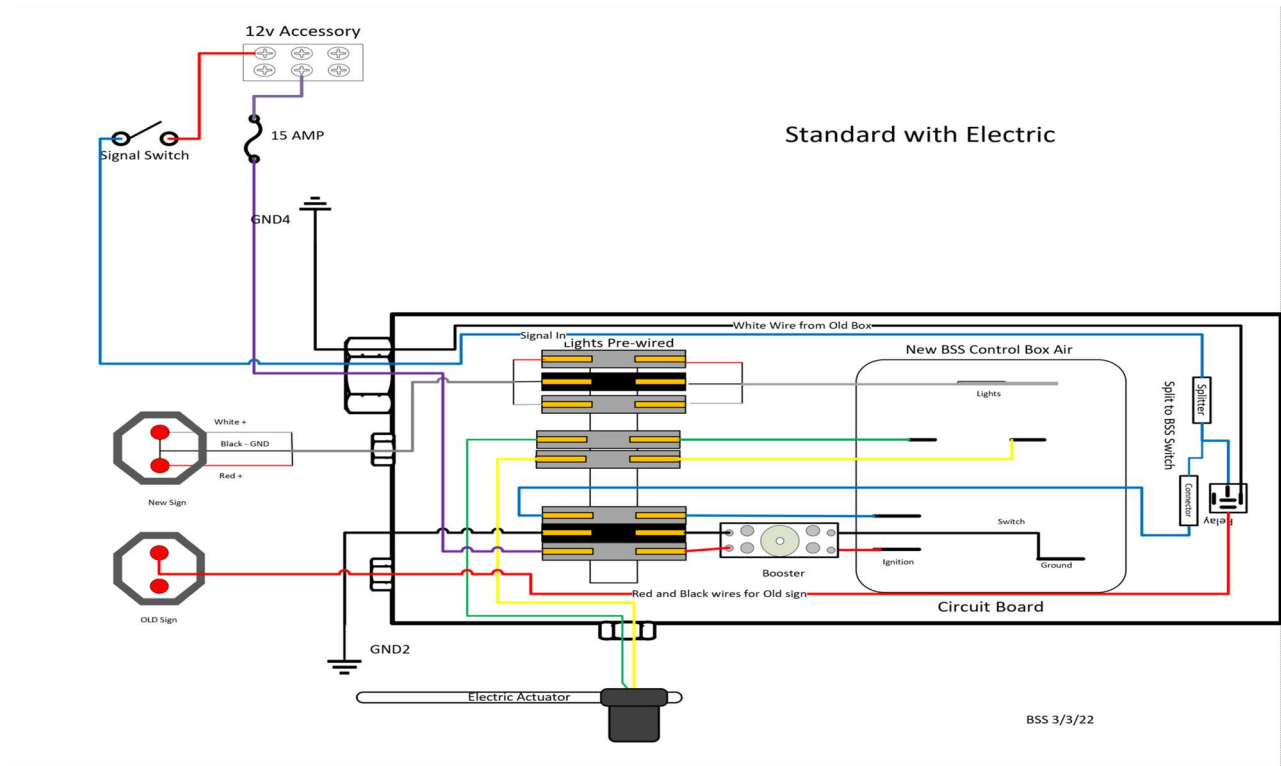 12v Accessory
15 AMP
Signal Switch
Standard with Electric
GND4
White Wire from Old Box
Signal In
Lights Pre-wired
New BSS Control Box Air
Lights
Splitter
Split to BSS Switch
Connector
Relay
White +
Black - GND
Red +
New Sign
Switch
Ignition
Ground
Booster
Red and Black wires for Old sign
Circuit Board
OLD Sign
GND2
Electric Actuator
BSS 3/3/22